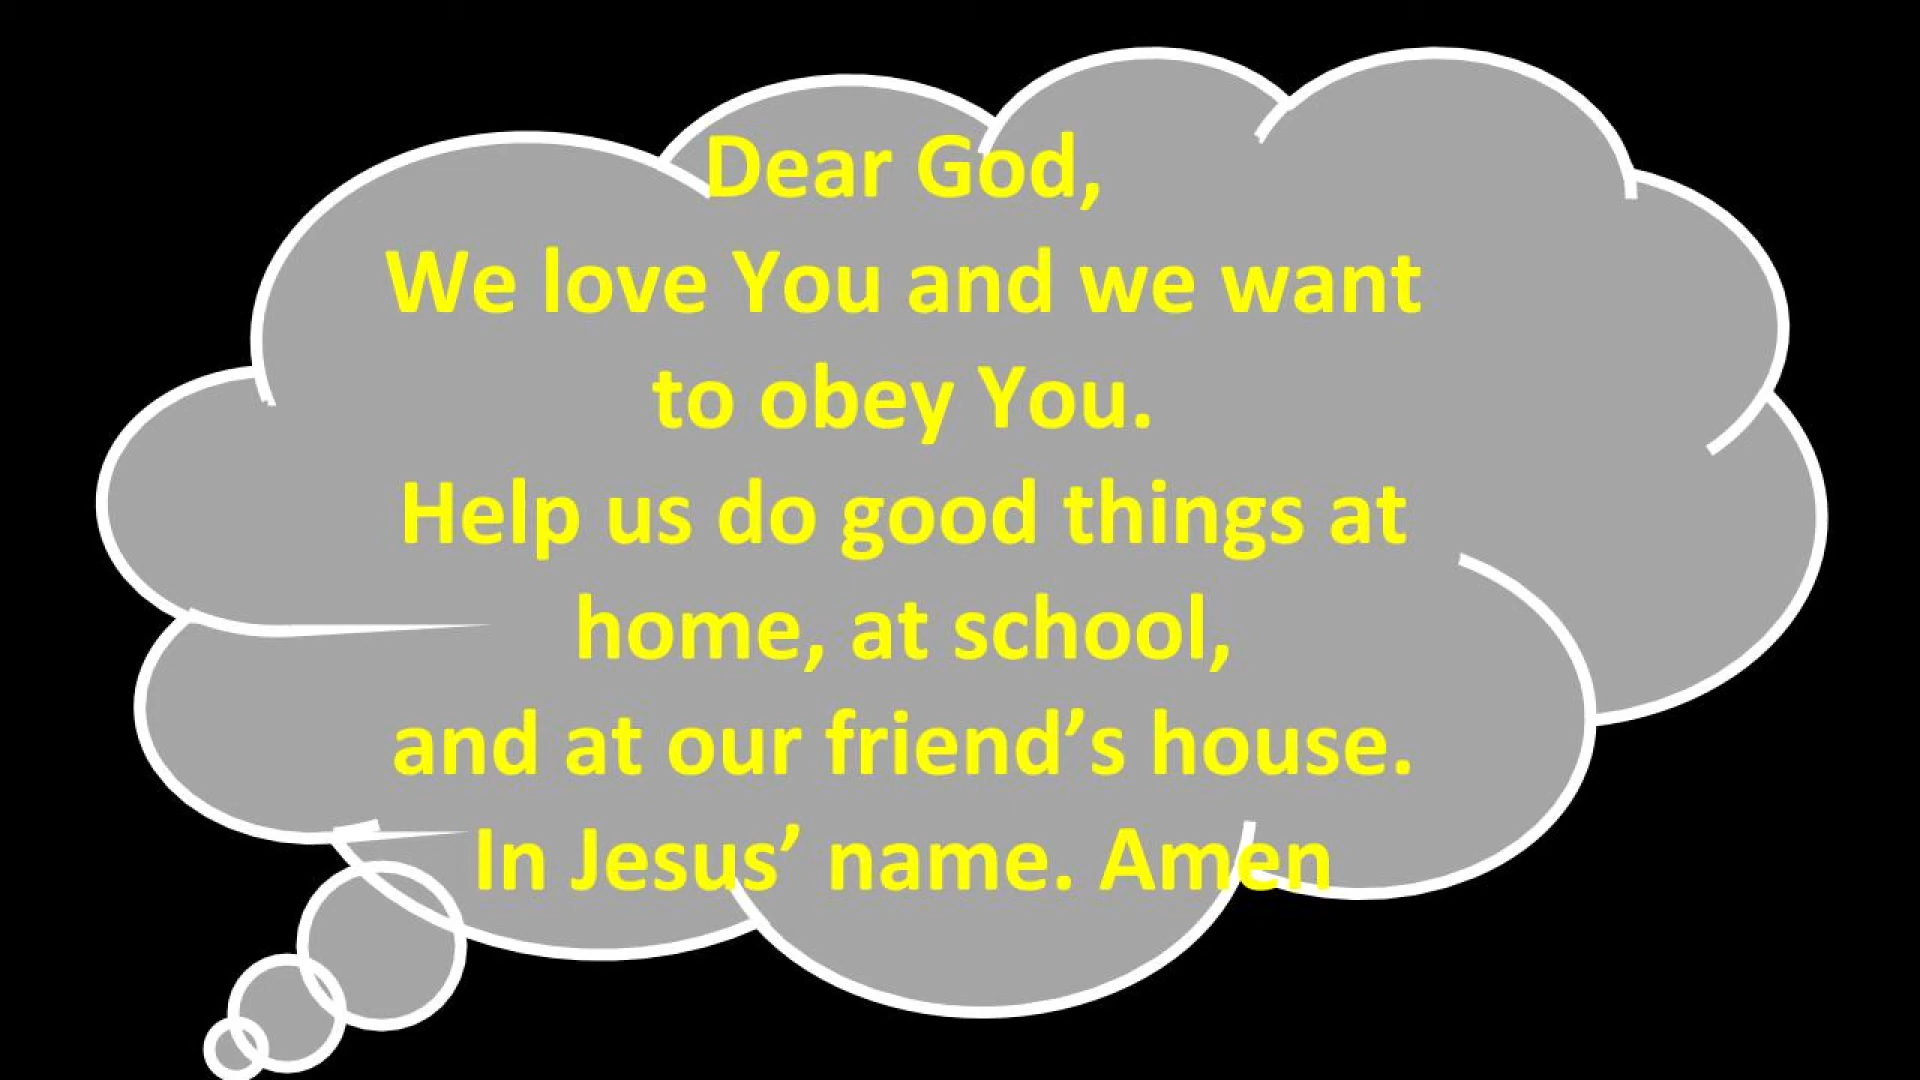 Dear God,
We love You and we want
to obey You.
Help us do good things at
home, at school,
and at our friend’s house.
In Jesus’ name. Amen